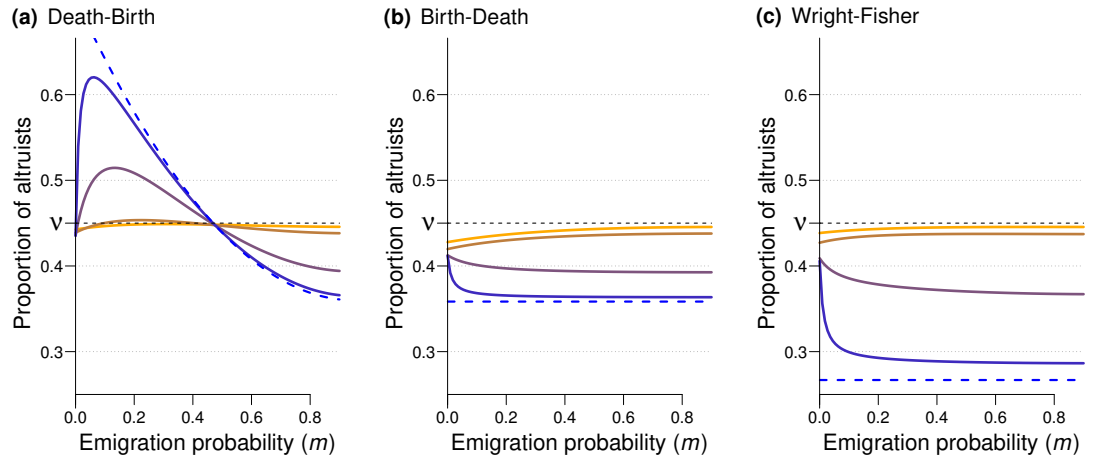 (a) Death-Birth
Proportion of altruists
0.6
0.5
ν
0.4
0.3
0.0 0.2 0.4 0.6 0.8
Emigration probability (m)
(b) Birth-Death
Proportion of altruists
0.6
0.5
ν
0.4
0.3
0.0 0.2 0.4 0.6 0.8
Emigration probability (m)
(c) Wright-Fisher
Proportion of altruists
0.6
0.5
ν
0.4
0.3
0.0 0.2 0.4 0.6 0.8
Emigration probability (m)